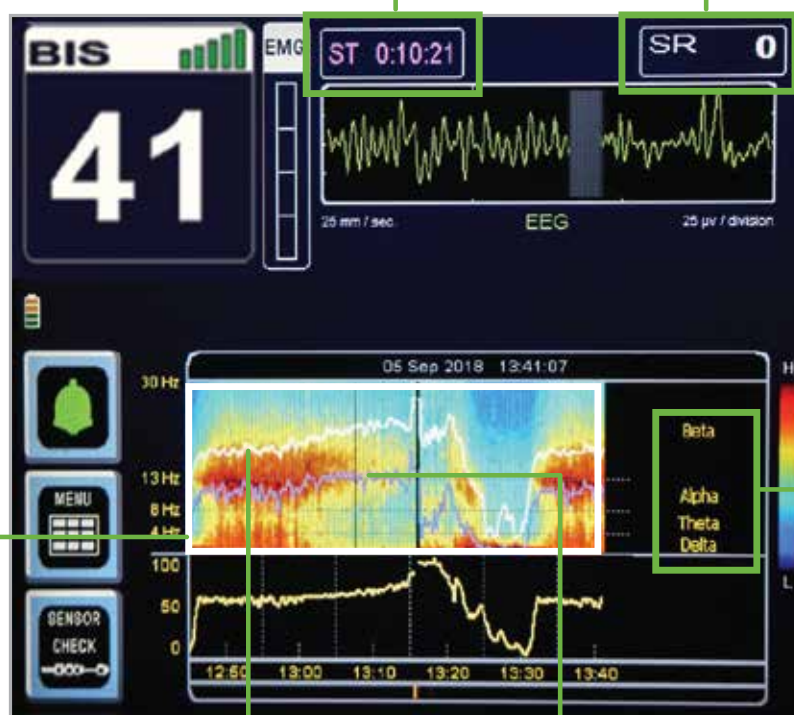 BIS
EMG
ST 0:10:21
SR 0
41
25 mm / sec.
EEG
25 µv / division
05 Sep 2018 13:41:07
30 Hz
H
Beta
13 Hz
Alpha
MENU
8 Hz
Theta
4 Hz
Delta
100
L
50
SENSOR
CHECK
0
12:50 13:00 13:10 13:20 13:30 13:40